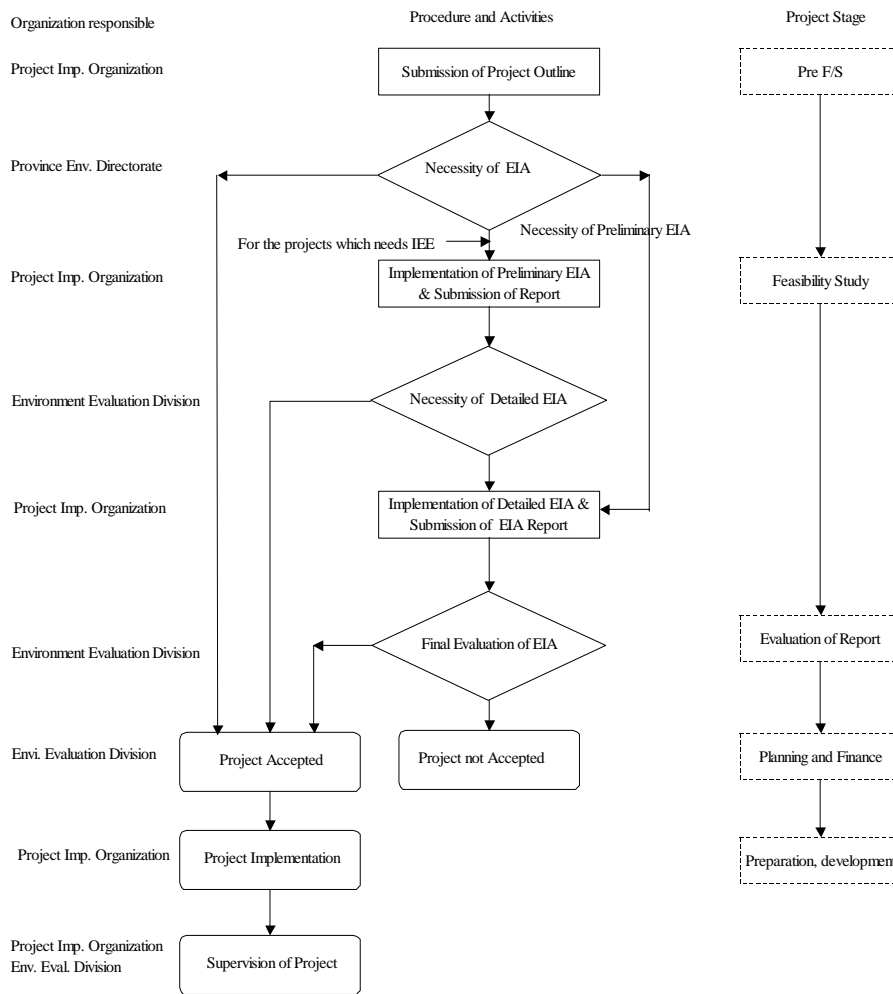 Organization responsible
Procedure and Activities
Project Stage
Project Imp. Organization
Submission of Project Outline
Pre F/S
Province Env. Directorate
Necessity of EIA
Necessity of Preliminary EIA
For the projects which needs IEE
Project Imp. Organization
Implementation of Preliminary EIA
& Submission of Report
Feasibility Study
Environment Evaluation Division
Necessity of Detailed EIA
Project Imp. Organization
Implementation of Detailed EIA &
Submission of EIA Report
Environment Evaluation Division
Final Evaluation of EIA
Evaluation of Report
Envi. Evaluation Division
Project Accepted
Project not Accepted
Planning and Finance
Project Imp. Organization
Project Implementation
Preparation, development
Project Imp. Organization
Env. Eval. Division
Supervision of Project